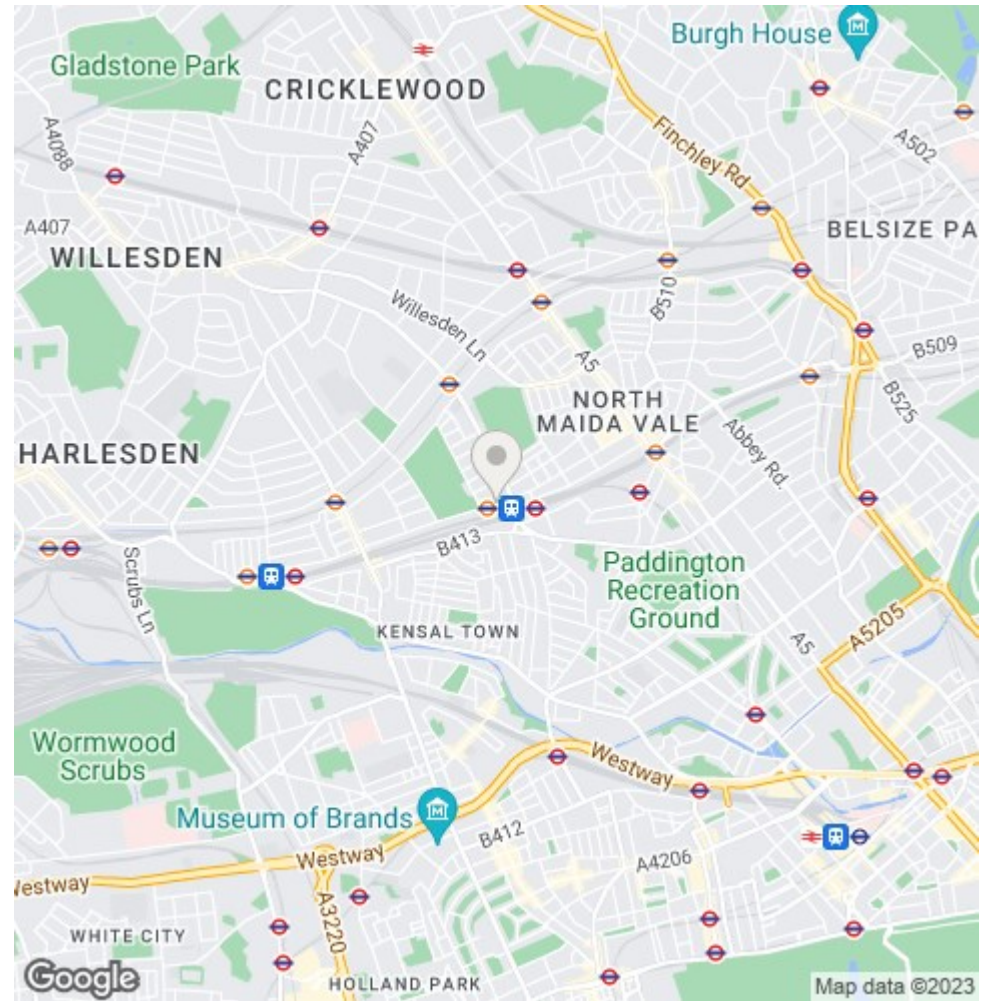 Burgh House
Gladstone Park
CRICKLEWOOD
A4088
A407
Finchley Rd
A502
A407
WILLESDEN
BELSIZE PA
B510
Willesden Ln
A5
B509
NORTH
MAIDA VALE
B525
Abbey Rd.
HARLESDEN
B413
Scrubs Ln
Paddington
Recreation
Ground
KENSAL TOWN
A5
A5205
Wormwood
Scrubs
Westway
Museum of Brands
B412
Westway
A4206
Westway
A3220
WHITE CITY
HOLLAND PARK
Google
Map data ©2023